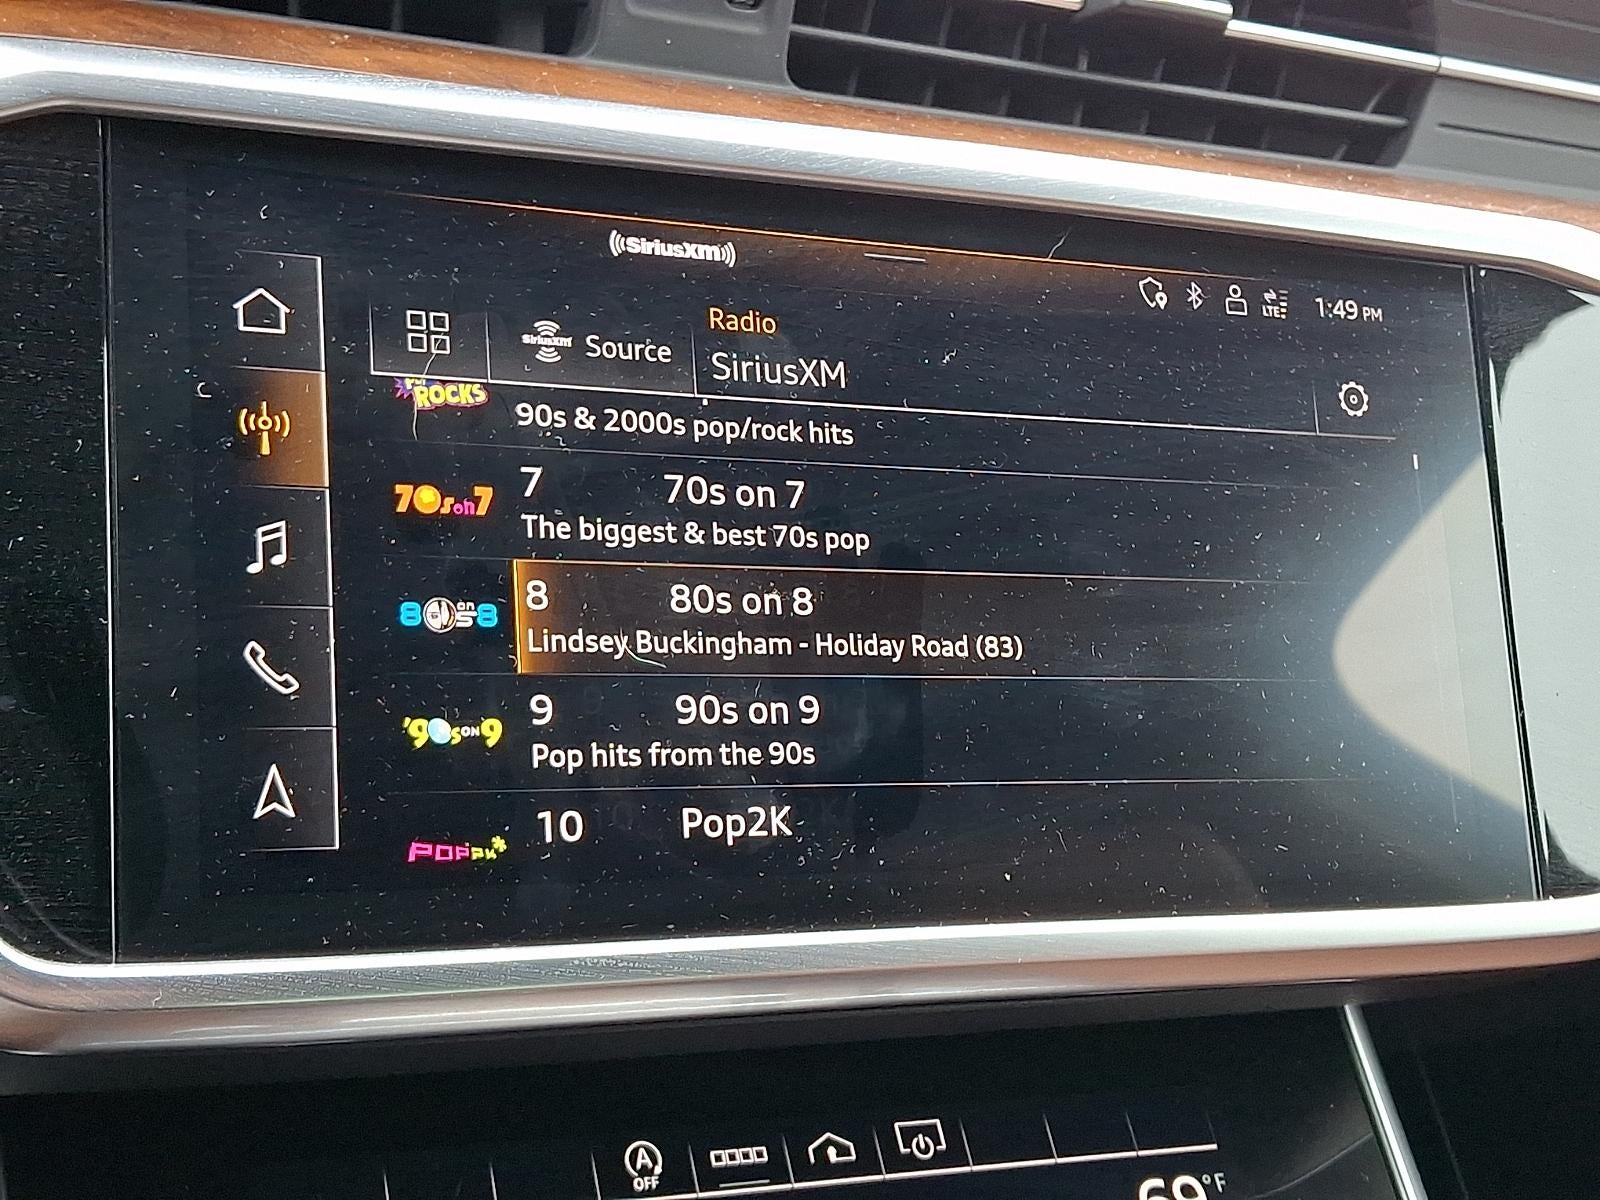 SiriusXM
LTE
1:49 PM
Radio
SiriusXM
Source
SiriusXM
ROCKS
90s & 2000s pop/rock hits
70s on 7
7 70s on 7
The biggest & best 70s pop
80s on 8
8 80s on 8
Lindsey Buckingham - Holiday Road (83)
'90s ON 9
9 90s on 9
Pop hits from the 90s
POP2K
10 Pop2K
A
OFF
69°F